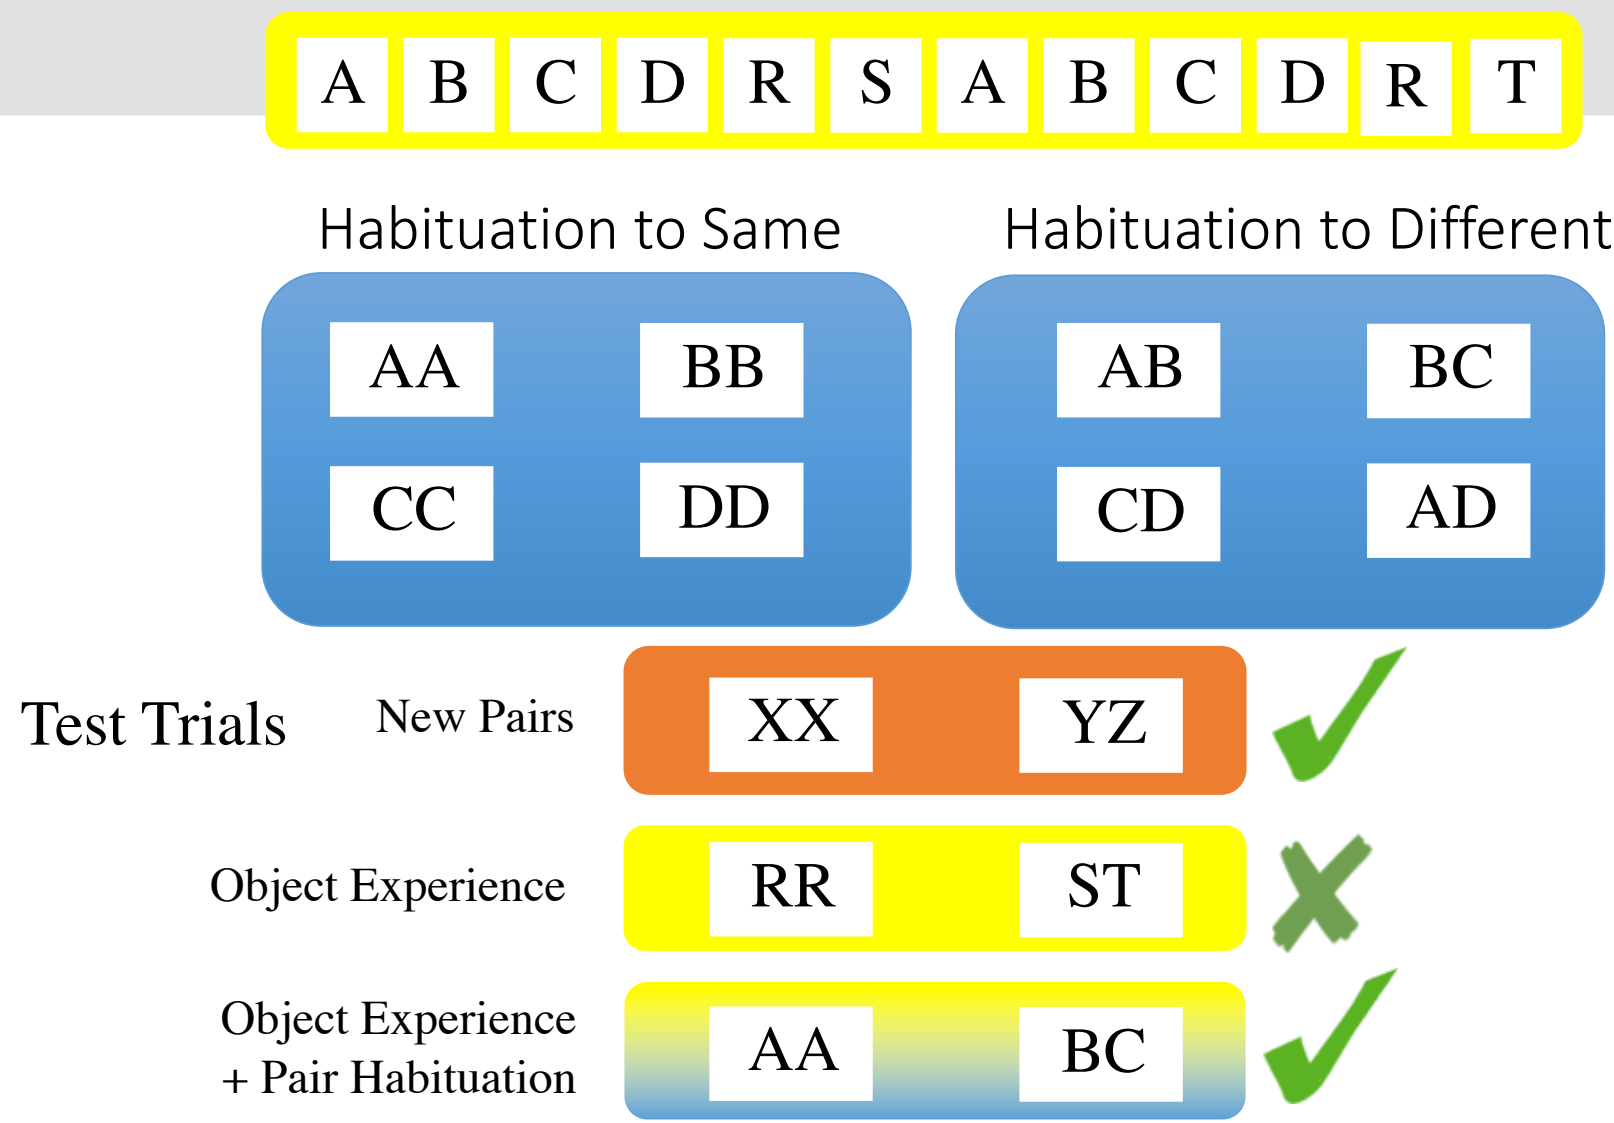 A B C D R S A B C D R T
Habituation to Same
Habituation to Different
AA BB
CC DD
AB BC
CD AD
Test Trials
New Pairs
XX YZ
Object Experience
RR ST
Object Experience
+ Pair Habituation
AA BC